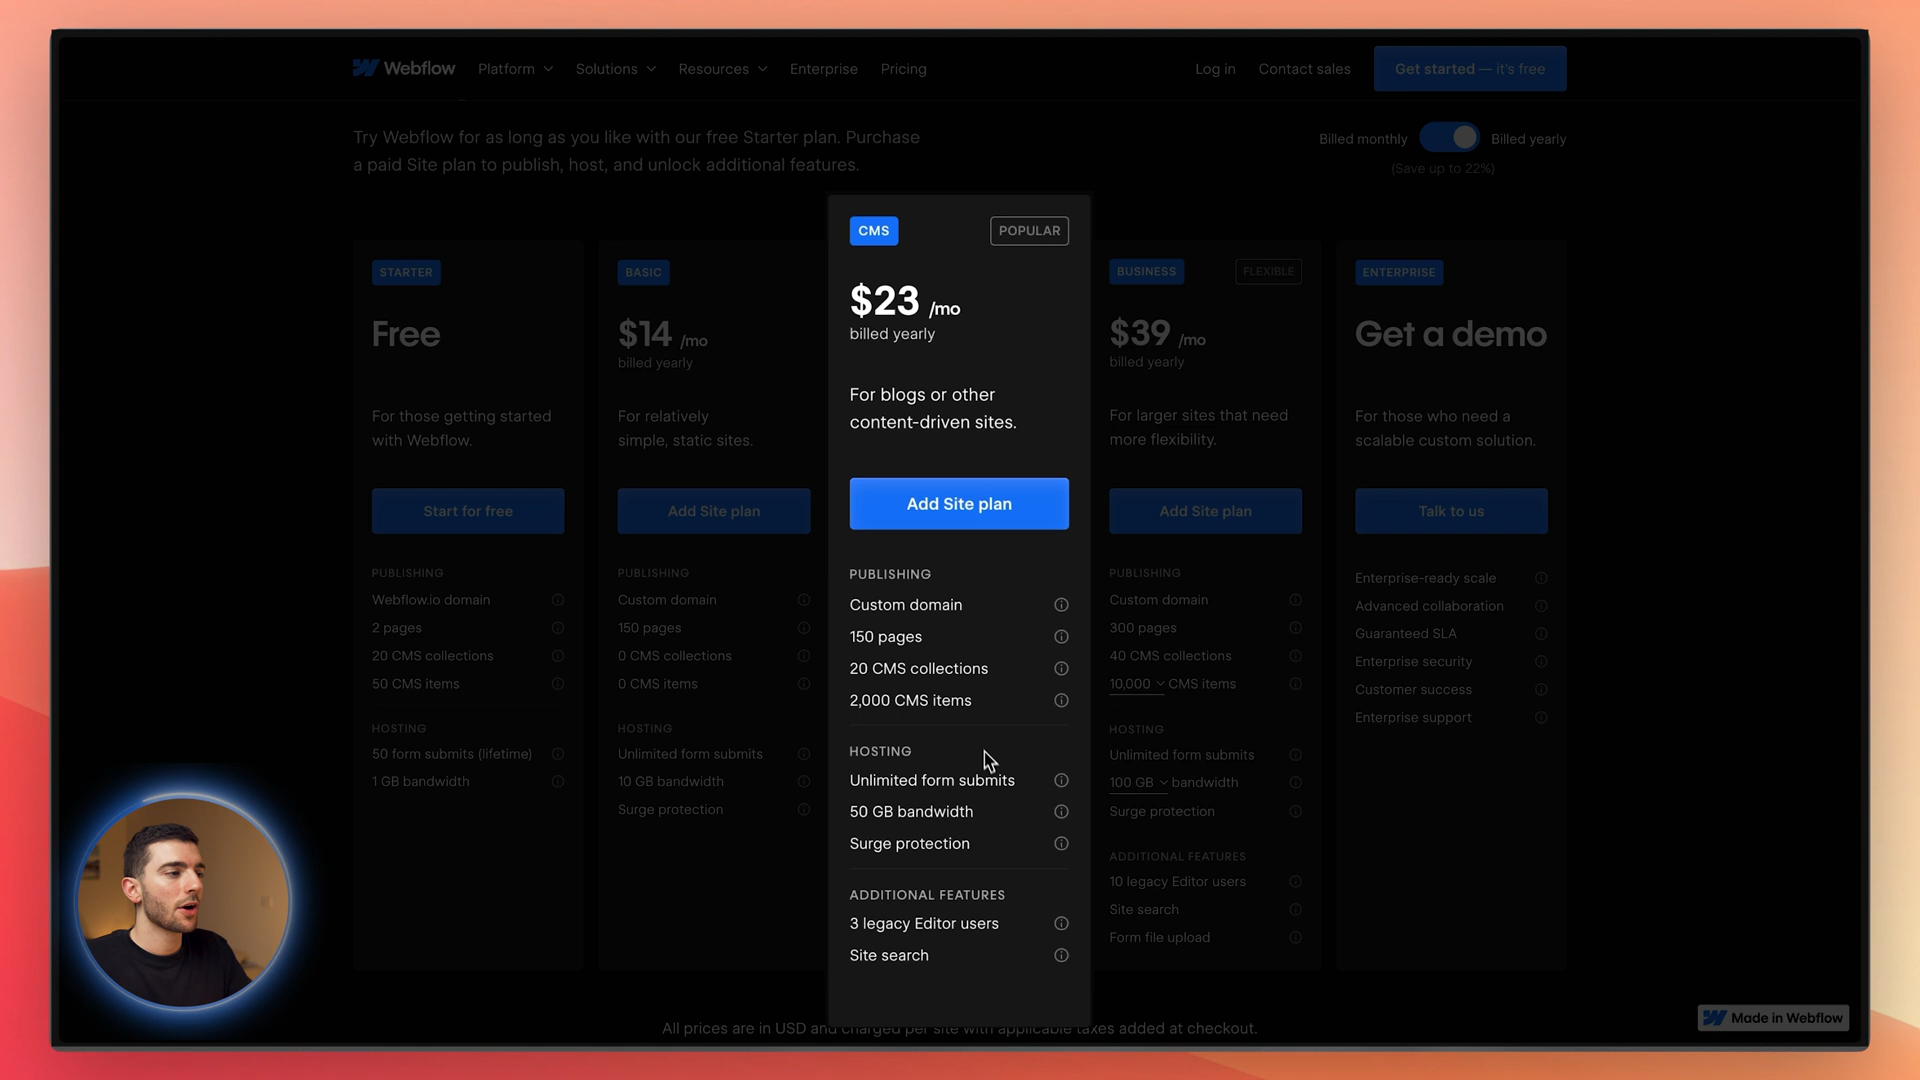 Webflow
Platform
Solutions
Resources
Enterprise
Pricing
Log in
Contact sales
Get started — it's free
Try Webflow for as long as you like with our free Starter plan. Purchase
a paid Site plan to publish, host, and unlock additional features.
Billed monthly
Billed yearly
(Save up to 22%)
STARTER
Free
For those getting started
with Webflow.
Start for free
PUBLISHING
Webflow.io domain
2 pages
20 CMS collections
50 CMS items
HOSTING
50 form submits (lifetime)
1 GB bandwidth
BASIC
$14 /mo
billed yearly
For relatively
simple, static sites.
Add Site plan
PUBLISHING
Custom domain
150 pages
0 CMS collections
0 CMS items
HOSTING
Unlimited form submits
10 GB bandwidth
Surge protection
CMS
POPULAR
$23 /mo
billed yearly
For blogs or other
content-driven sites.
Add Site plan
PUBLISHING
Custom domain
150 pages
20 CMS collections
2,000 CMS items
HOSTING
Unlimited form submits
50 GB bandwidth
Surge protection
ADDITIONAL FEATURES
3 legacy Editor users
Site search
BUSINESS
FLEXIBLE
$39 /mo
billed yearly
For larger sites that need
more flexibility.
Add Site plan
PUBLISHING
Custom domain
300 pages
40 CMS collections
10,000 CMS items
HOSTING
Unlimited form submits
100 GB bandwidth
Surge protection
ADDITIONAL FEATURES
10 legacy Editor users
Site search
Form file upload
ENTERPRISE
Get a demo
For those who need a
scalable custom solution.
Talk to us
Enterprise-ready scale
Advanced collaboration
Guaranteed SLA
Enterprise security
Customer success
Enterprise support
All prices are in USD and charged per site with applicable taxes added at checkout.
Made in Webflow